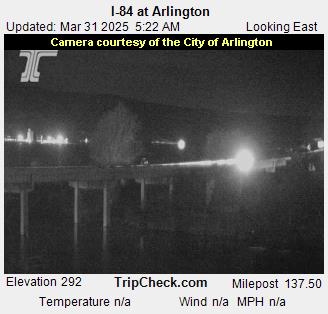 I-84 at Arlington
Updated: Mar 31 2025 5:22 AM Looking East
Camera courtesy of the City of Arlington
Elevation 292 TripCheck.com Milepost 137.50
Temperature n/a Wind n/a MPH n/a